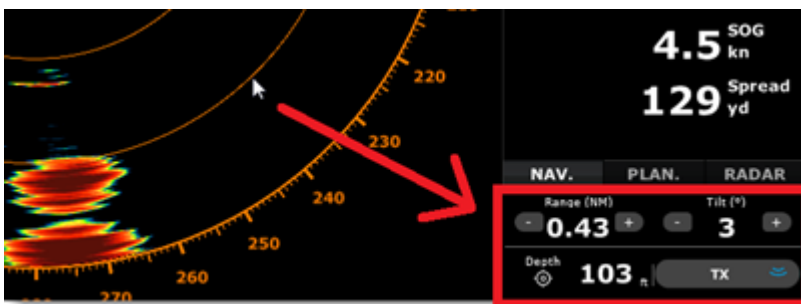 4.5 SOG kn
220
129 Spread yd
230
NAV. PLAN. RADAR
Range (NM) Tilt (°)
240
- 0.43 + - 3 +
250
Depth
103 ft TX
260
270